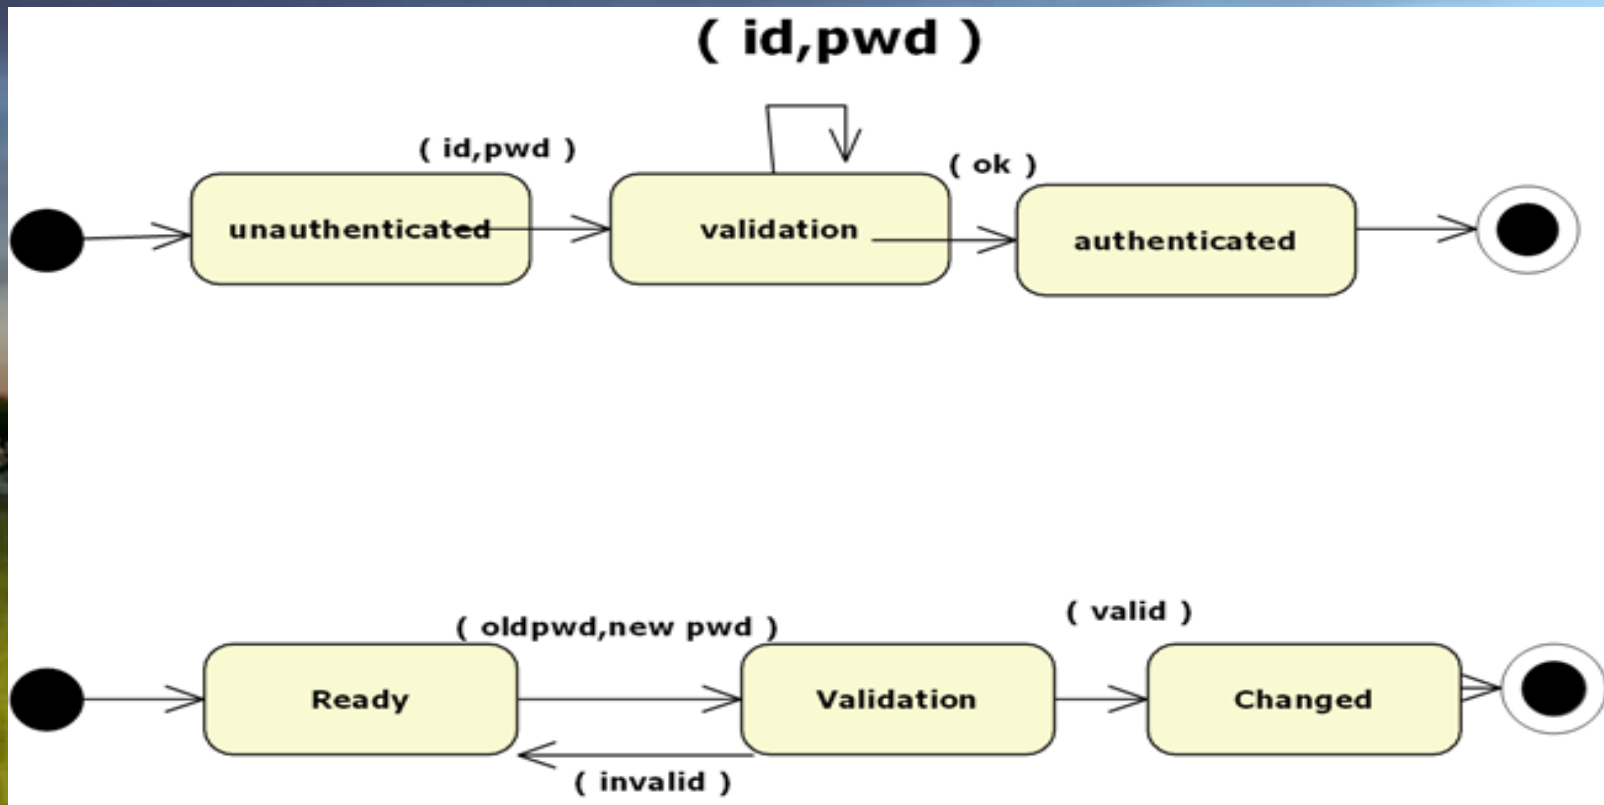 ( id,pwd )
( id,pwd )
( ok )
unauthenticated
validation
authenticated
( oldpwd,new pwd )
( valid )
Ready
Validation
Changed
( invalid )